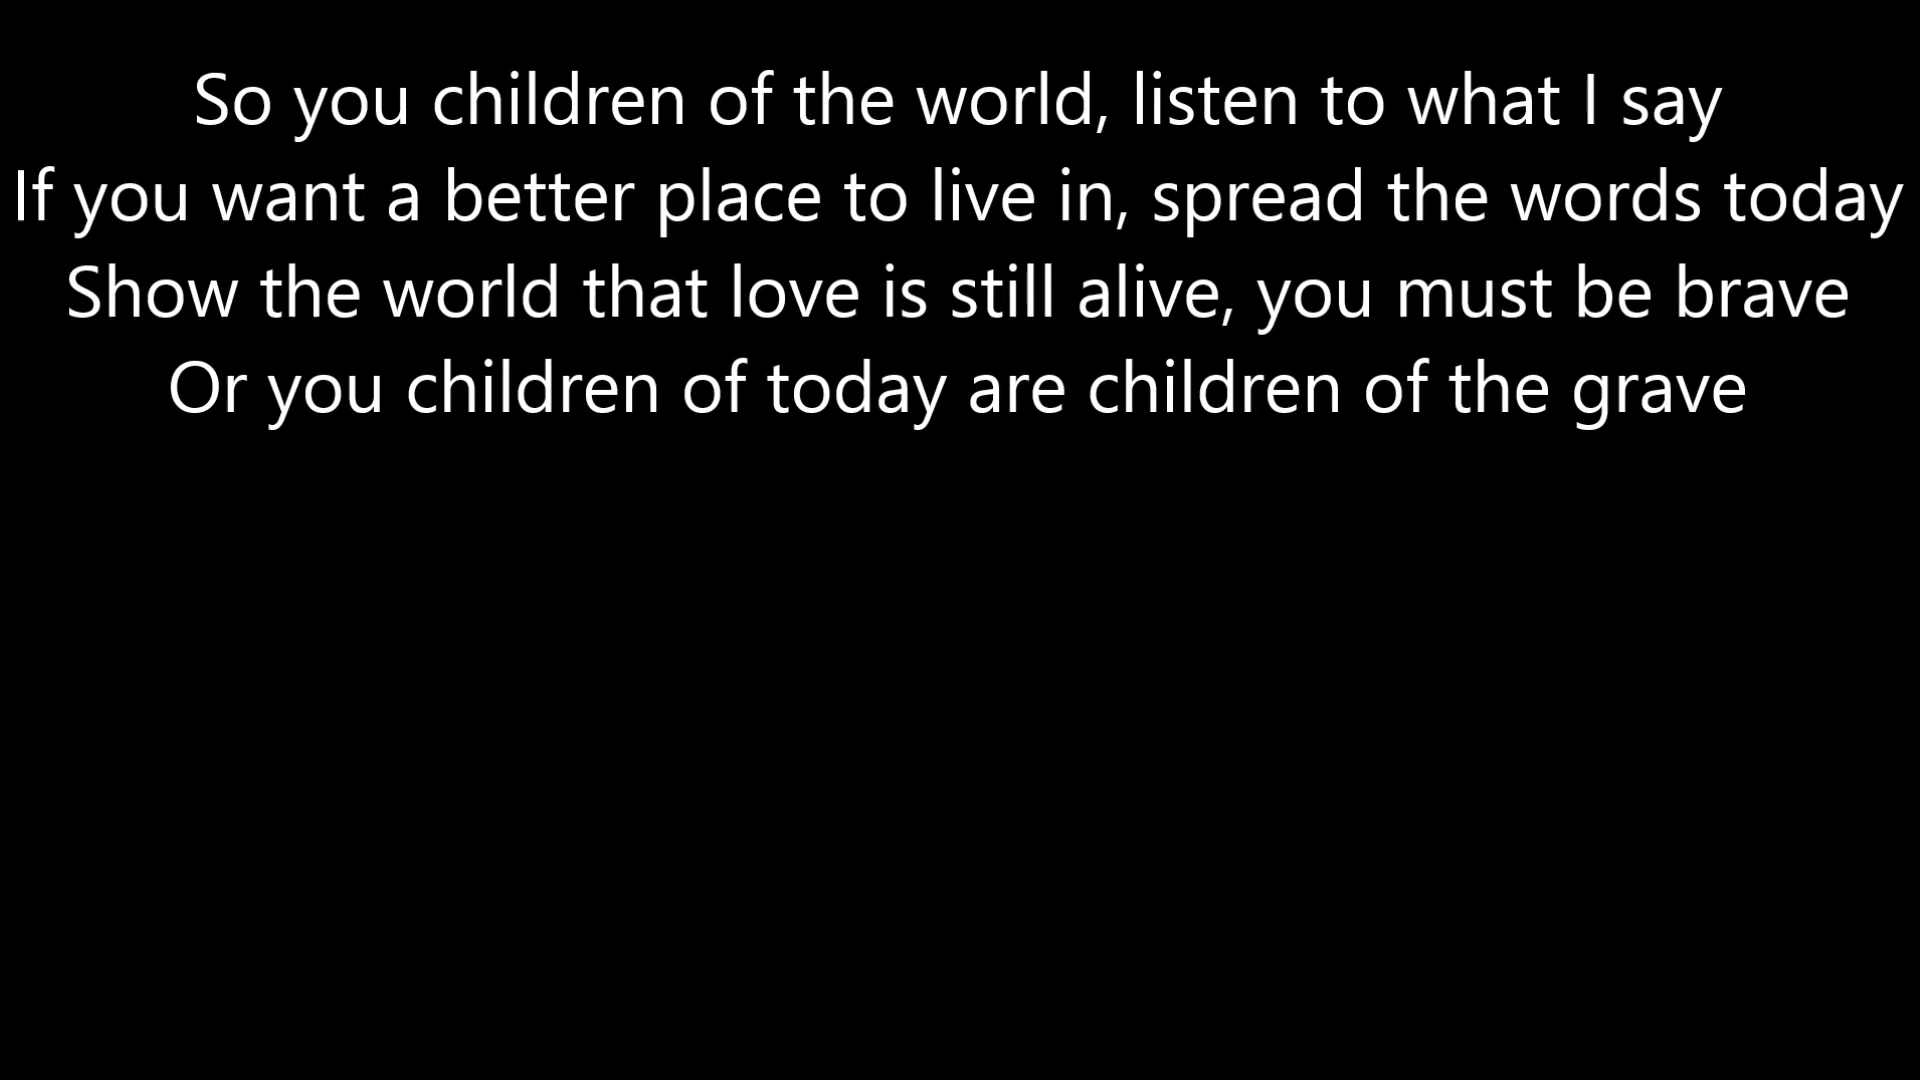 So you children of the world, listen to what I say
If you want a better place to live in, spread the words today
Show the world that love is still alive, you must be brave
Or you children of today are children of the grave